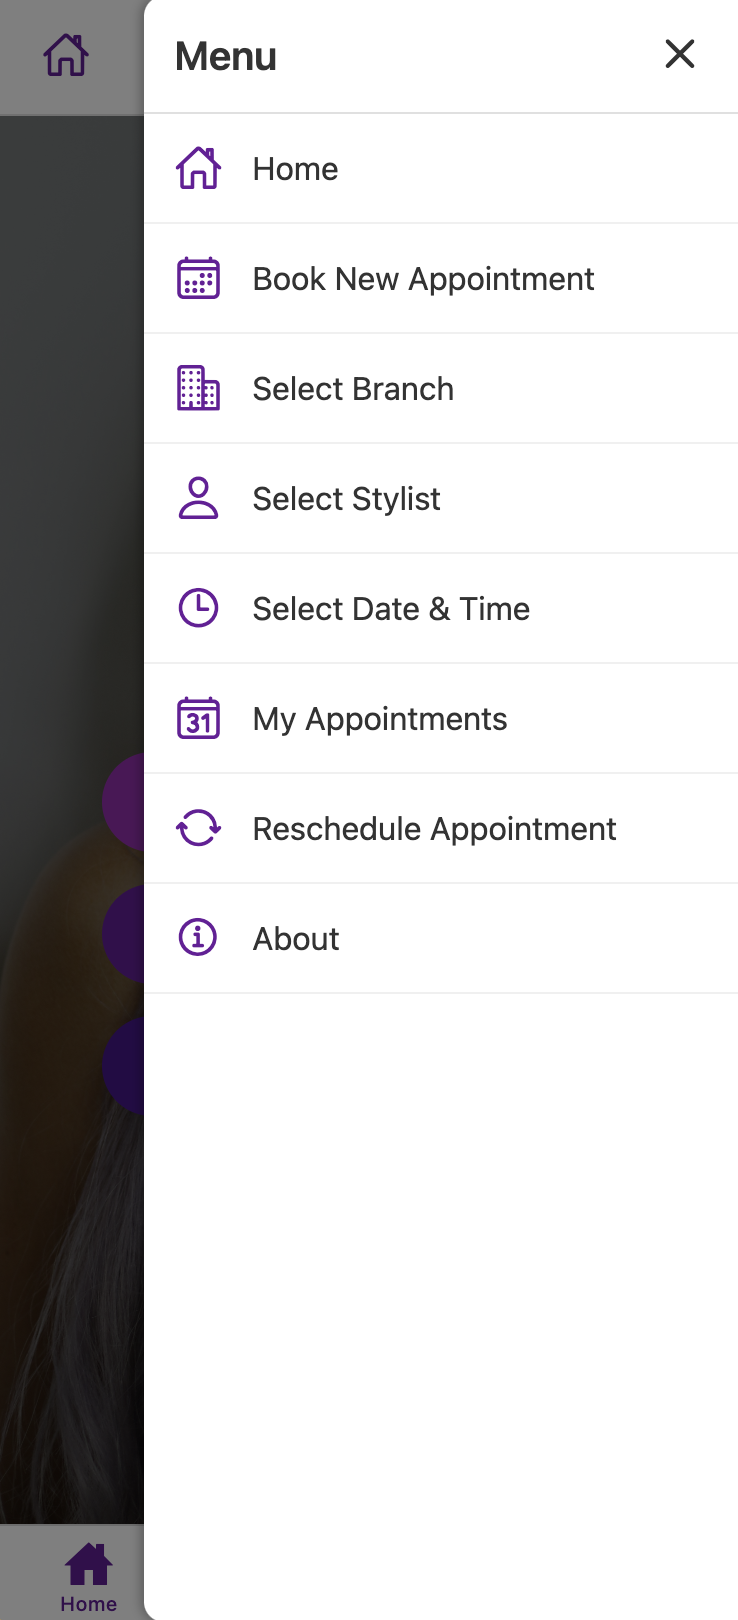 Menu
Home
Book New Appointment
Select Branch
Select Stylist
Select Date & Time
31
My Appointments
Reschedule Appointment
About
Home